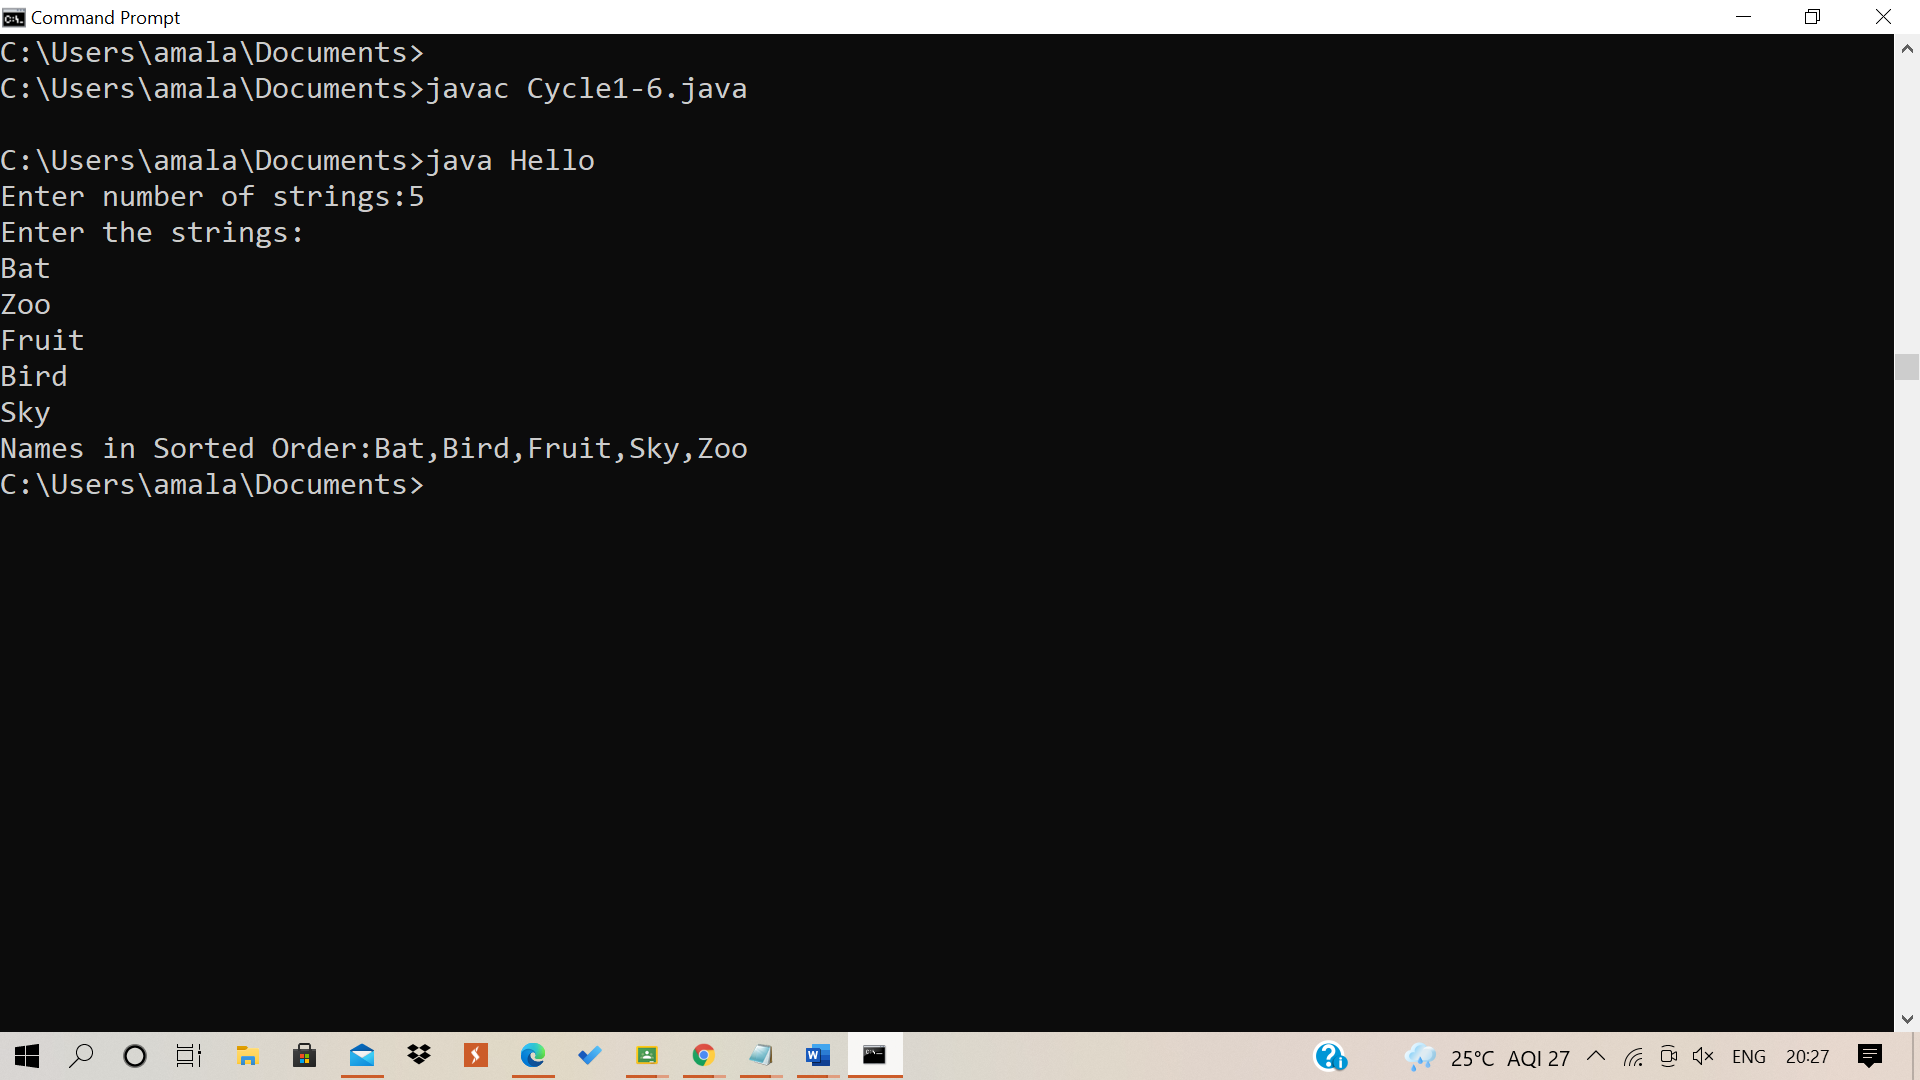 Command Prompt
C:\Users\amala\Documents>
C:\Users\amala\Documents>javac Cycle1-6.java
C:\Users\amala\Documents>java Hello
Enter number of strings:5
Enter the strings:
Bat
Zoo
Fruit
Bird
Sky
Names in Sorted Order:Bat,Bird,Fruit,Sky,Zoo
C:\Users\amala\Documents>
25°C AQI 27 ENG 20:27